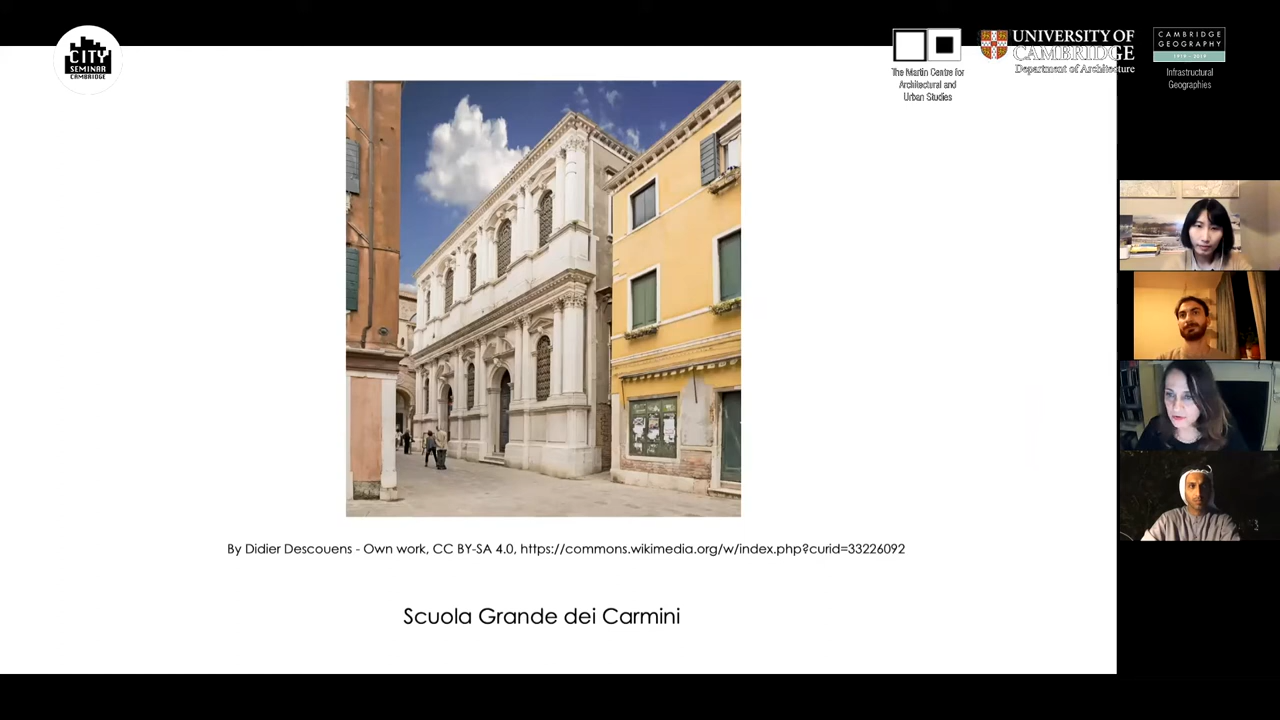 CITY
SEMINAR
CAMBRIDGE
The Martin Centre for
Architectural and
Urban Studies
UNIVERSITY OF
CAMBRIDGE
Department of Architecture
CAMBRIDGE
GEOGRAPHY
1919 - 2019
Infrastructural
Geographies
By Didier Descouens - Own work, CC BY-SA 4.0, https://commons.wikimedia.org/w/index.php?curid=33226092
Scuola Grande dei Carmini